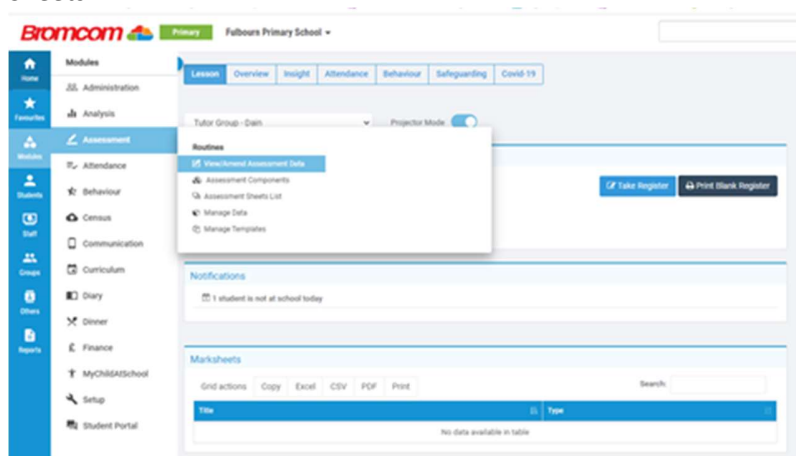 Bromcom Primary Fulbourn Primary School
Home
Favourites
Modules
Students
Staff
Groups
Others
Reports
Modules
Administration
Analysis
Assessment
Attendance
Behaviour
Census
Communication
Curriculum
Diary
Dinner
Finance
MyChildAtSchool
Setup
Student Portal
Lesson Overview Insight Attendance Behaviour Safeguarding Covid-19
Tutor Group - Dain Projector Mode
Routines
View/Amend Assessment Data
Assessment Components
Assessment Sheets List
Manage Data
Manage Templates
Take Register Print Blank Register
Notifications
1 student is not at school today
Marksheets
Grid actions Copy Excel CSV PDF Print Search:
Title Type
No data available in table